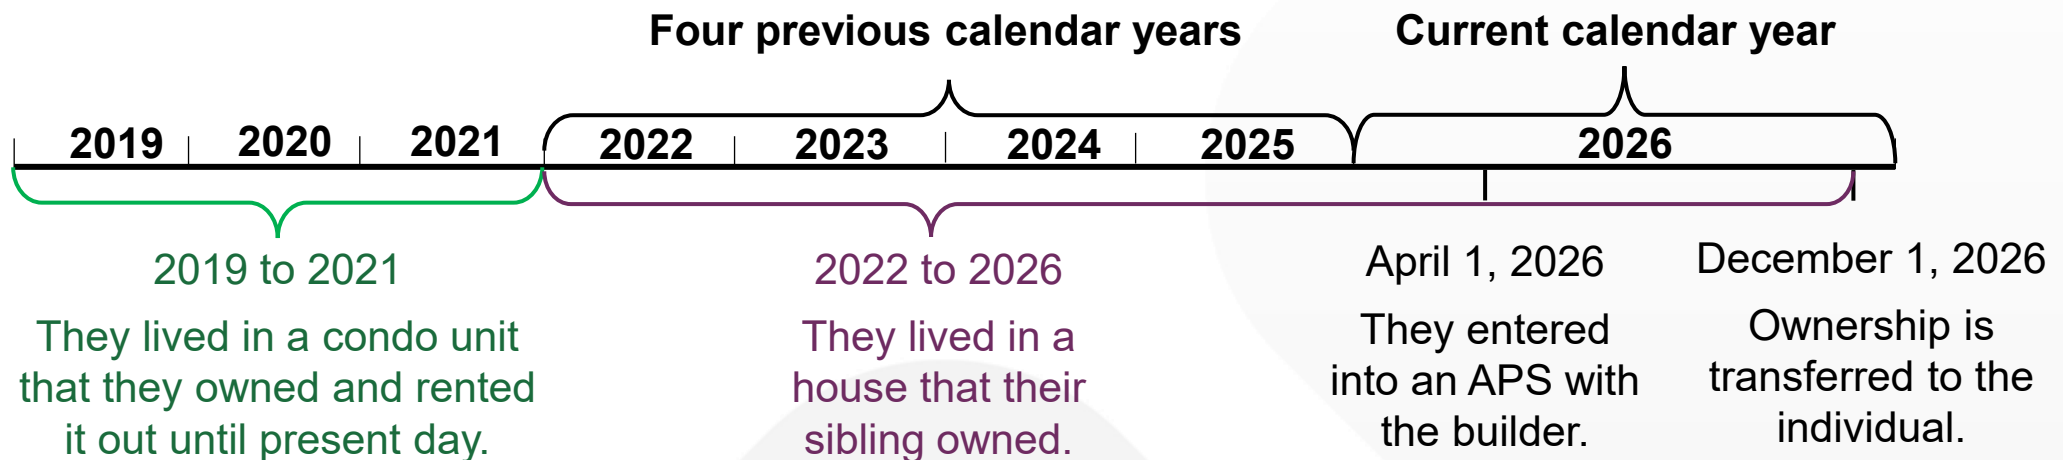 Four previous calendar years
Current calendar year
2019
2020
2021
2022
2023
2024
2025
2026
2019 to 2021
They lived in a condo unit
that they owned and rented
it out until present day.
2022 to 2026
They lived in a
house that their
sibling owned.
April 1, 2026
They entered
into an APS with
the builder.
December 1, 2026
Ownership is
transferred to the
individual.